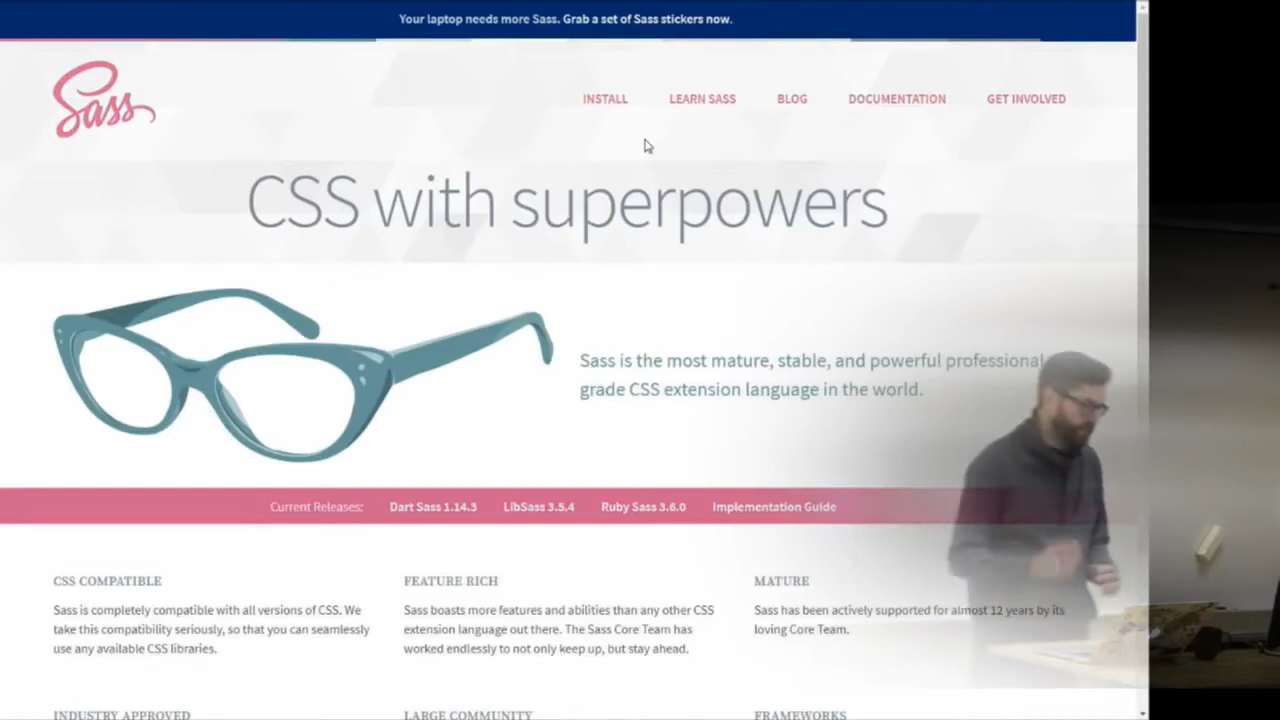 Your laptop needs more Sass. Grab a set of Sass stickers now.
Sass
INSTALL LEARN SASS BLOG DOCUMENTATION GET INVOLVED
CSS with superpowers
Sass is the most mature, stable, and powerful professional
grade CSS extension language in the world.
Current Releases: Dart Sass 1.14.3 LibSass 3.5.4 Ruby Sass 3.6.0 Implementation Guide
CSS COMPATIBLE
Sass is completely compatible with all versions of CSS. We
take this compatibility seriously, so that you can seamlessly
use any available CSS libraries.
FEATURE RICH
Sass boasts more features and abilities than any other CSS
extension language out there. The Sass Core Team has
worked endlessly to not only keep up, but stay ahead.
MATURE
Sass has been actively supported for almost 12 years by its
loving Core Team.
INDUSTRY APPROVED
LARGE COMMUNITY
FRAMEWORKS